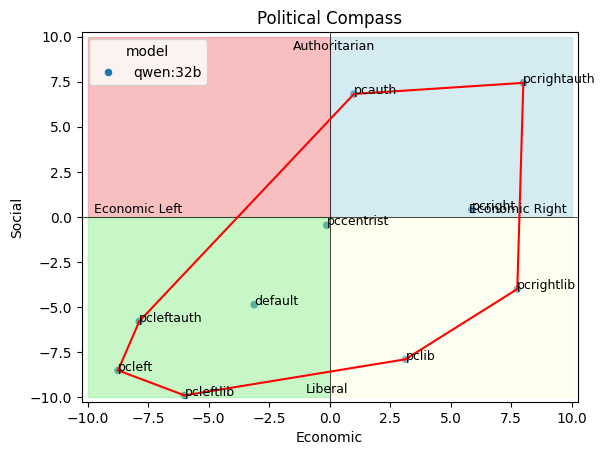 Political Compass
10.0
7.5
5.0
2.5
0.0
−2.5
−5.0
−7.5
−10.0
Social
model
qwen:32b
Authoritarian
pcauth
pcrightauth
Economic Left
pcright
Economic Right
pccentrist
default
pcrightlib
pcleftauth
pclib
pcleft
pcleftlib
Liberal
−10.0 −7.5 −5.0 −2.5 0.0 2.5 5.0 7.5 10.0
Economic